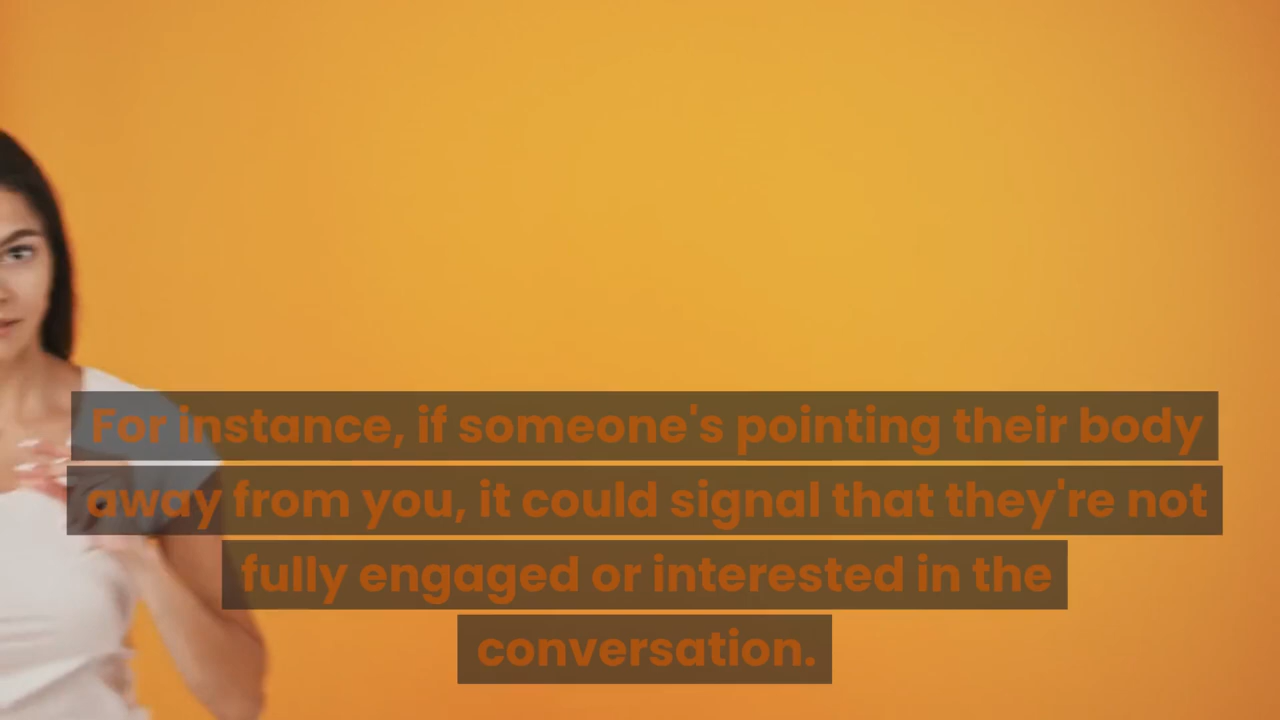 For instance, if someone's pointing their body
away from you, it could signal that they're not
fully engaged or interested in the
conversation.